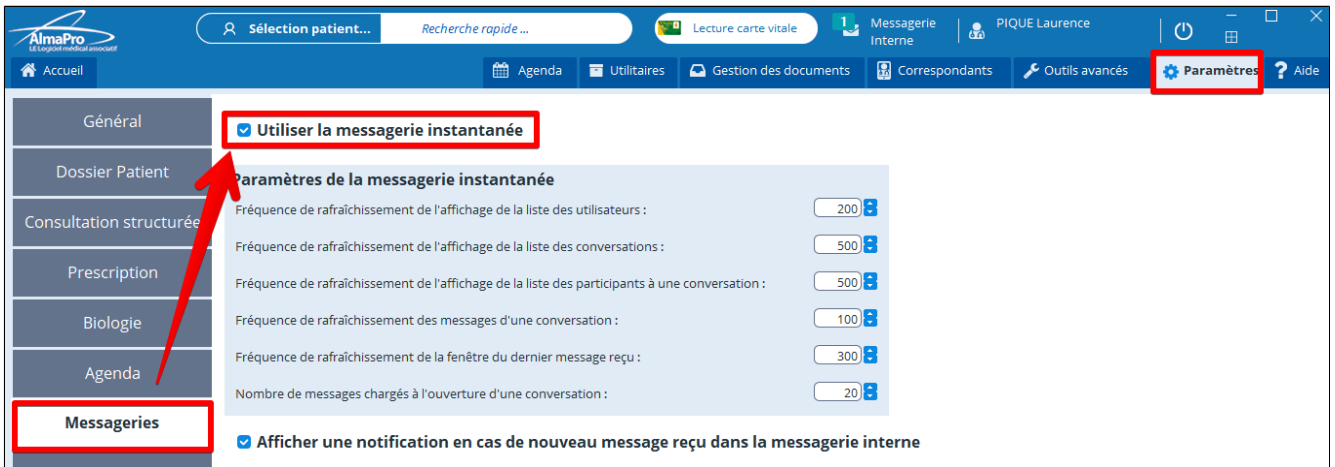 AlmaPro
LE Logiciel médical associatif
Sélection patient...
Recherche rapide ...
Lecture carte vitale
1
Messagerie
Interne
PIQUE Laurence
Accueil
Agenda
Utilitaires
Gestion des documents
Correspondants
Outils avancés
Paramètres
? Aide
Général
Dossier Patient
Consultation structurée
Prescription
Biologie
Agenda
Messageries
Utiliser la messagerie instantanée
Paramètres de la messagerie instantanée
Fréquence de rafraîchissement de l'affichage de la liste des utilisateurs : 200
Fréquence de rafraîchissement de l'affichage de la liste des conversations : 500
Fréquence de rafraîchissement de l'affichage de la liste des participants à une conversation : 500
Fréquence de rafraîchissement des messages d'une conversation : 100
Fréquence de rafraîchissement de la fenêtre du dernier message reçu : 300
Nombre de messages chargés à l'ouverture d'une conversation : 20
Afficher une notification en cas de nouveau message reçu dans la messagerie interne